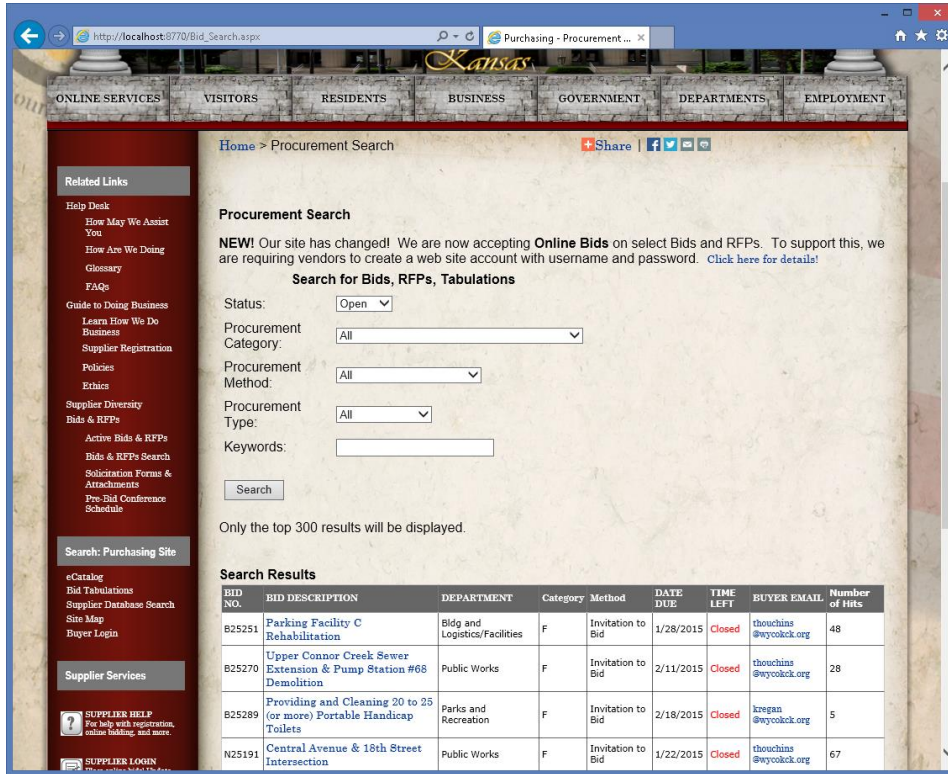 http://localhost:8770/Bid_Search.aspx
Purchasing - Procurement ...
Kansas
ONLINE SERVICES VISITORS RESIDENTS BUSINESS GOVERNMENT DEPARTMENTS EMPLOYMENT
Home > Procurement Search
Share |
Related Links
Help Desk
How May We Assist
You
How Are We Doing
Glossary
FAQs
Guide to Doing Business
Learn How We Do
Business
Supplier Registration
Policies
Ethics
Supplier Diversity
Bids & RFPs
Active Bids & RFPs
Bids & RFPs Search
Solicitation Forms &
Attachments
Pre-Bid Conference
Schedule
Search: Purchasing Site
eCatalog
Bid Tabulations
Supplier Database Search
Site Map
Buyer Login
Supplier Services
SUPPLIER HELP
For help with registration,
online bidding, and more.
SUPPLIER LOGIN
Procurement Search
NEW! Our site has changed! We are now accepting Online Bids on select Bids and RFPs. To support this, we
are requiring vendors to create a web site account with username and password. Click here for details!
Search for Bids, RFPs, Tabulations
Status: Open
Procurement
Category: All
Procurement
Method: All
Procurement
Type: All
Keywords:
Search
Only the top 300 results will be displayed.
Search Results
BID NO. BID DESCRIPTION DEPARTMENT Category Method DATE DUE TIME LEFT BUYER EMAIL Number of Hits
B25251 Parking Facility C Rehabilitation Bldg and Logistics/Facilities F Invitation to Bid 1/28/2015 Closed thouchins @wycokck.org 48
B25270 Upper Connor Creek Sewer Extension & Pump Station #68 Demolition Public Works F Invitation to Bid 2/11/2015 Closed thouchins @wycokck.org 28
B25289 Providing and Cleaning 20 to 25 (or more) Portable Handicap Toilets Parks and Recreation F Invitation to Bid 2/18/2015 Closed kregan @wycokck.org 5
N25191 Central Avenue & 18th Street Intersection Public Works F Invitation to Bid 1/22/2015 Closed thouchins @wycokck.org 67